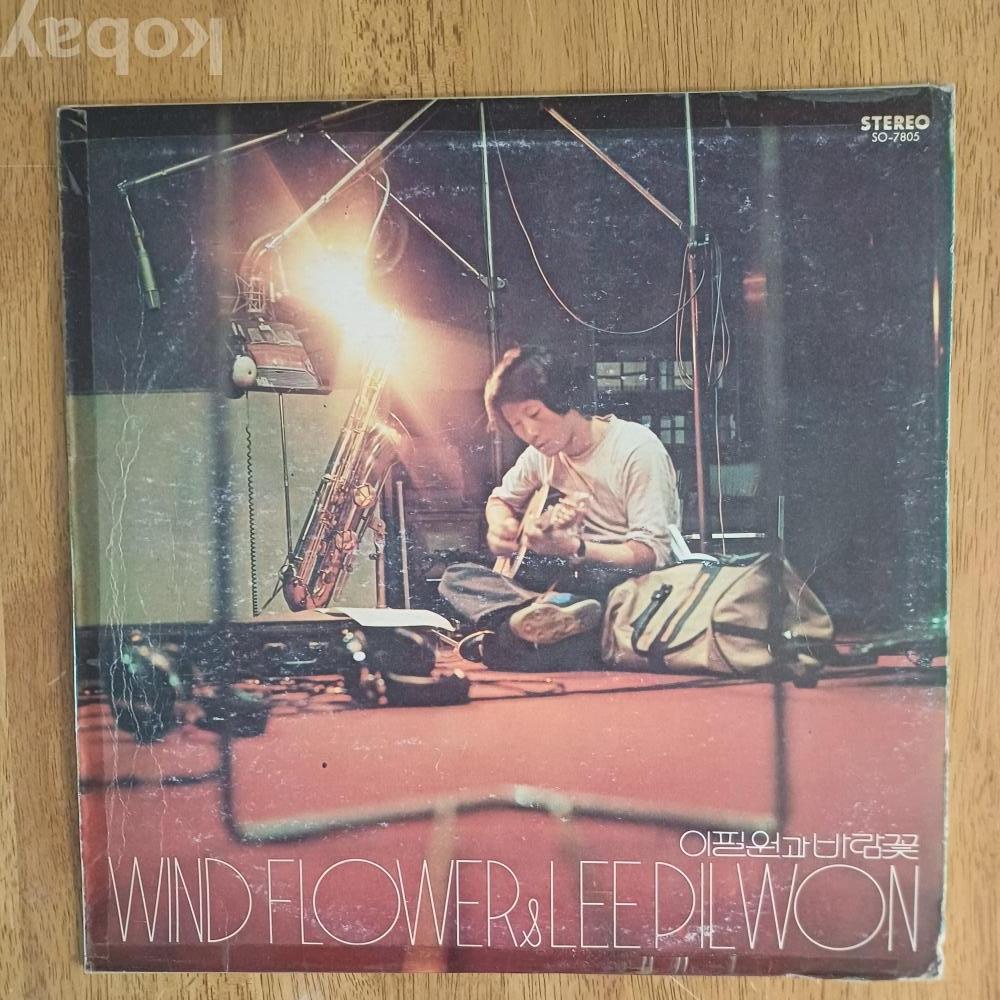 kobay
STEREO
SO-7805
이필원과바람꽃
WIND FLOWER & LEE PIL WON